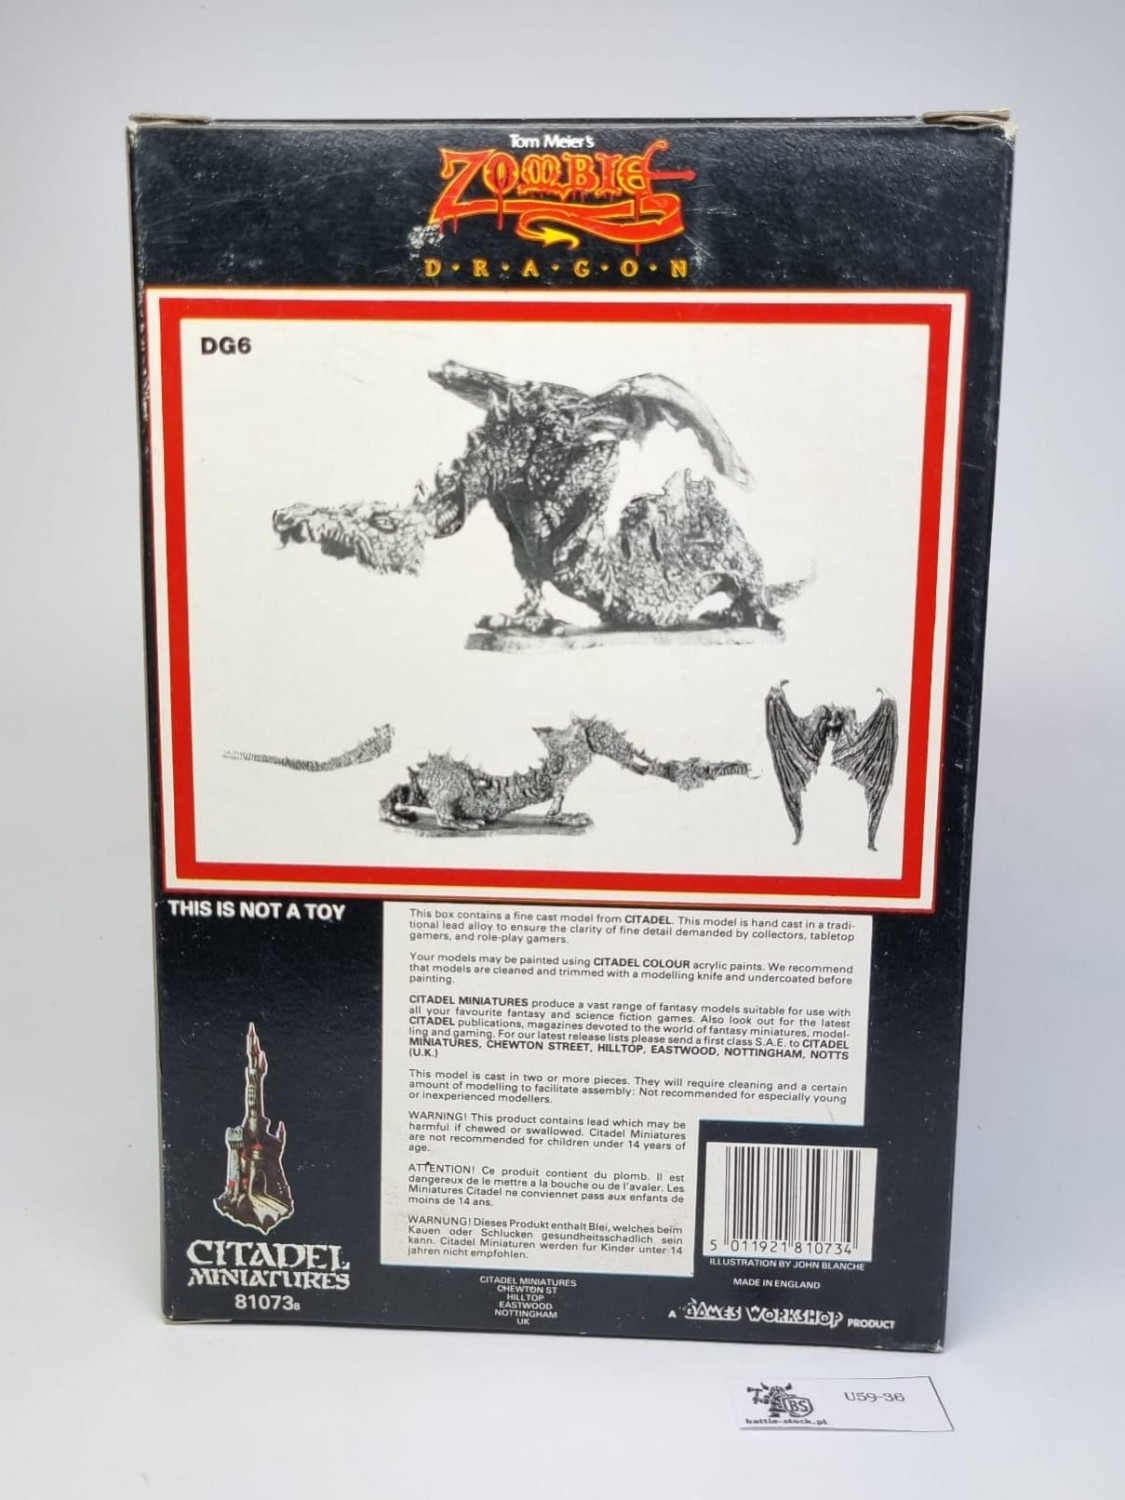 Tom Meier's
ZOMBIE
D·R·A·G·O·N
DG6
THIS IS NOT A TOY
This box contains a fine cast model from CITADEL. This model is hand cast in a tradi-
tional lead alloy to ensure the clarity of fine detail demanded by collectors, tabletop
gamers, and role-play gamers.
Your models may be painted using CITADEL COLOUR acrylic paints. We recommend
that models are cleaned and trimmed with a modelling knife and undercoated before
painting.
CITADEL MINIATURES produce a vast range of fantasy models suitable for use with
all your favourite fantasy and science fiction games. Also look out for the latest
CITADEL publications, magazines devoted to the world of fantasy miniatures, model-
ling and gaming. For our latest release lists please send a first class S.A.E. to CITADEL
MINIATURES, CHEWTON STREET, HILLTOP, EASTWOOD, NOTTINGHAM, NOTTS
(U.K.)
This model is cast in two or more pieces. They will require cleaning and a certain
amount of modelling to facilitate assembly: Not recommended for especially young
or inexperienced modellers.
WARNING! This product contains lead which may be
harmful if chewed or swallowed. Citadel Miniatures
are not recommended for children under 14 years of
age.
ATTENTION! Ce produit contient du plomb. Il est
dangereux de le mettre a la bouche ou de l'avaler. Les
Miniatures Citadel ne conviennet pass aux enfants de
moins de 14 ans.
WARNUNG! Dieses Produkt enthalt Blei, welches beim
Kauen oder Schlucken gesundheitsschadlich sein
kann. Citadel Miniaturen werden fur Kinder unter 14
jahren nicht empfohlen.
CITADEL
MINIATURES
81073B
CITADEL MINIATURES
CHEWTON ST
HILLTOP
EASTWOOD
NOTTINGHAM
UK
5 011921 810734
ILLUSTRATION BY JOHN BLANCHE
MADE IN ENGLAND
A GAMES WORKSHOP PRODUCT
BS
battle-stock.pl
U59-36